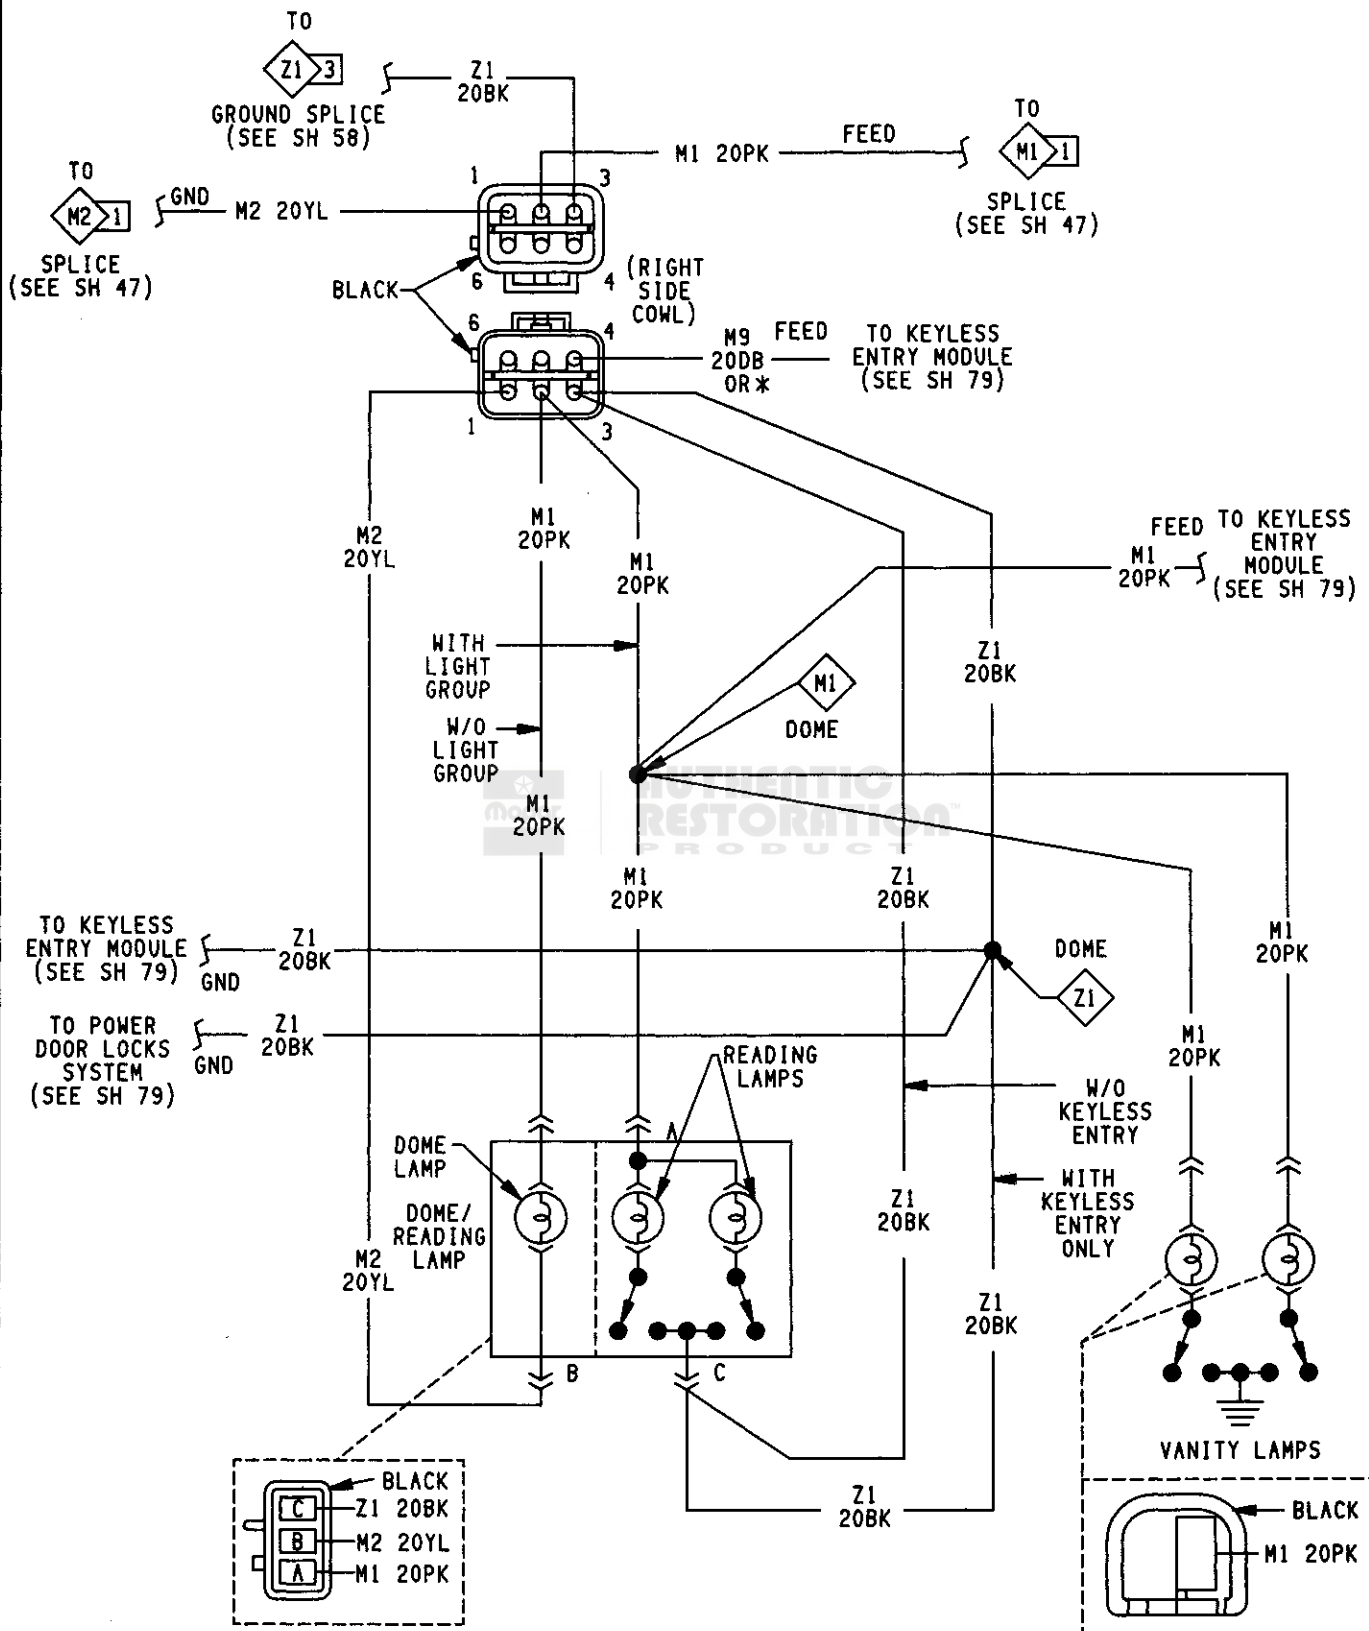 TO
Z1 3
GROUND SPLICE
(SEE SH 58)
Z1
20BK
TO
M2 1
SPLICE
(SEE SH 47)
GND
M2 20YL
M1 20PK
FEED
TO
M1 1
SPLICE
(SEE SH 47)
1
3
6
4
BLACK
(RIGHT
SIDE
COWL)
6
4
1
3
M9
20DB
OR*
FEED
TO KEYLESS
ENTRY MODULE
(SEE SH 79)
M2
20YL
M1
20PK
M1
20PK
FEED
M1
20PK
TO KEYLESS
ENTRY
MODULE
(SEE SH 79)
WITH
LIGHT
GROUP
W/O
LIGHT
GROUP
Z1
20BK
M1
DOME
Mopar
AUTHENTIC
RESTORATION™
PRODUCT
M1
20PK
M1
20PK
Z1
20BK
M1
20PK
TO KEYLESS
ENTRY MODULE
(SEE SH 79)
GND
Z1
20BK
DOME
Z1
TO POWER
DOOR LOCKS
SYSTEM
(SEE SH 79)
GND
Z1
20BK
M1
20PK
READING
LAMPS
W/O
KEYLESS
ENTRY
A
DOME
LAMP
DOME/
READING
LAMP
Z1
20BK
WITH
KEYLESS
ENTRY
ONLY
M2
20YL
Z1
20BK
B
C
VANITY LAMPS
BLACK
C
Z1 20BK
B
M2 20YL
A
M1 20PK
Z1
20BK
BLACK
M1 20PK